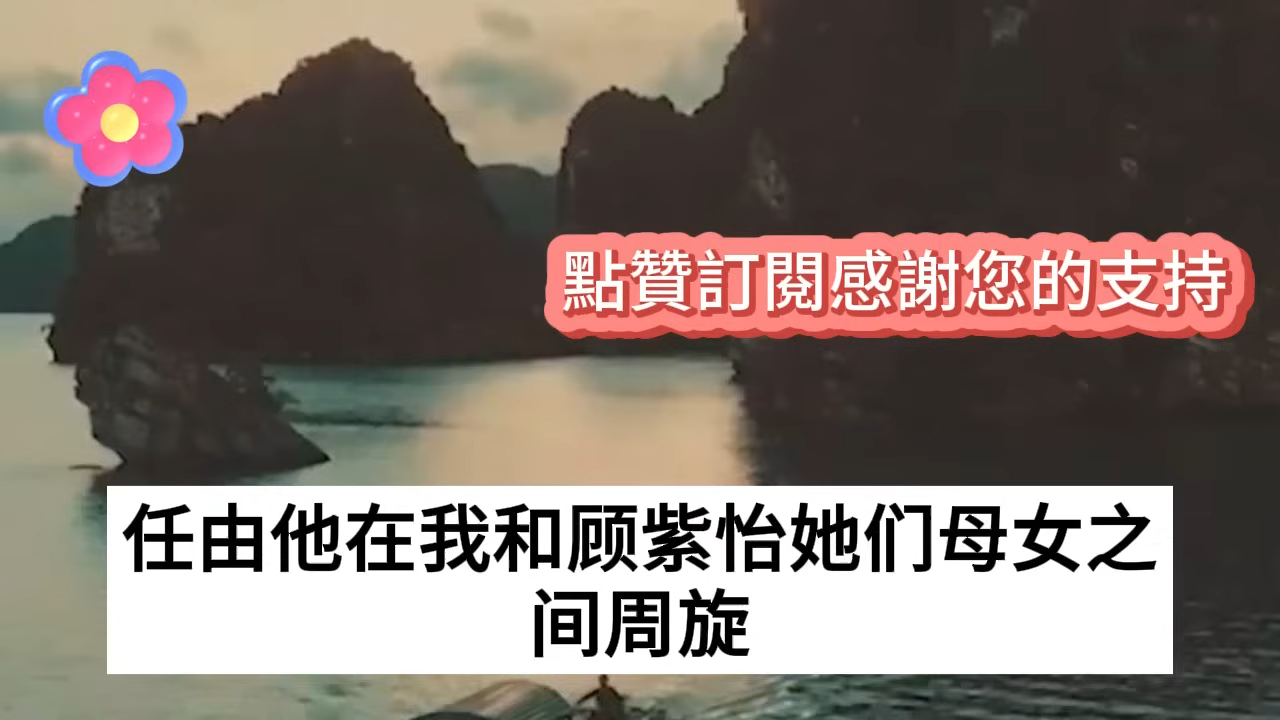 點贊訂閱感謝您的支持
任由他在我和顾紫怡她们母女之
间周旋